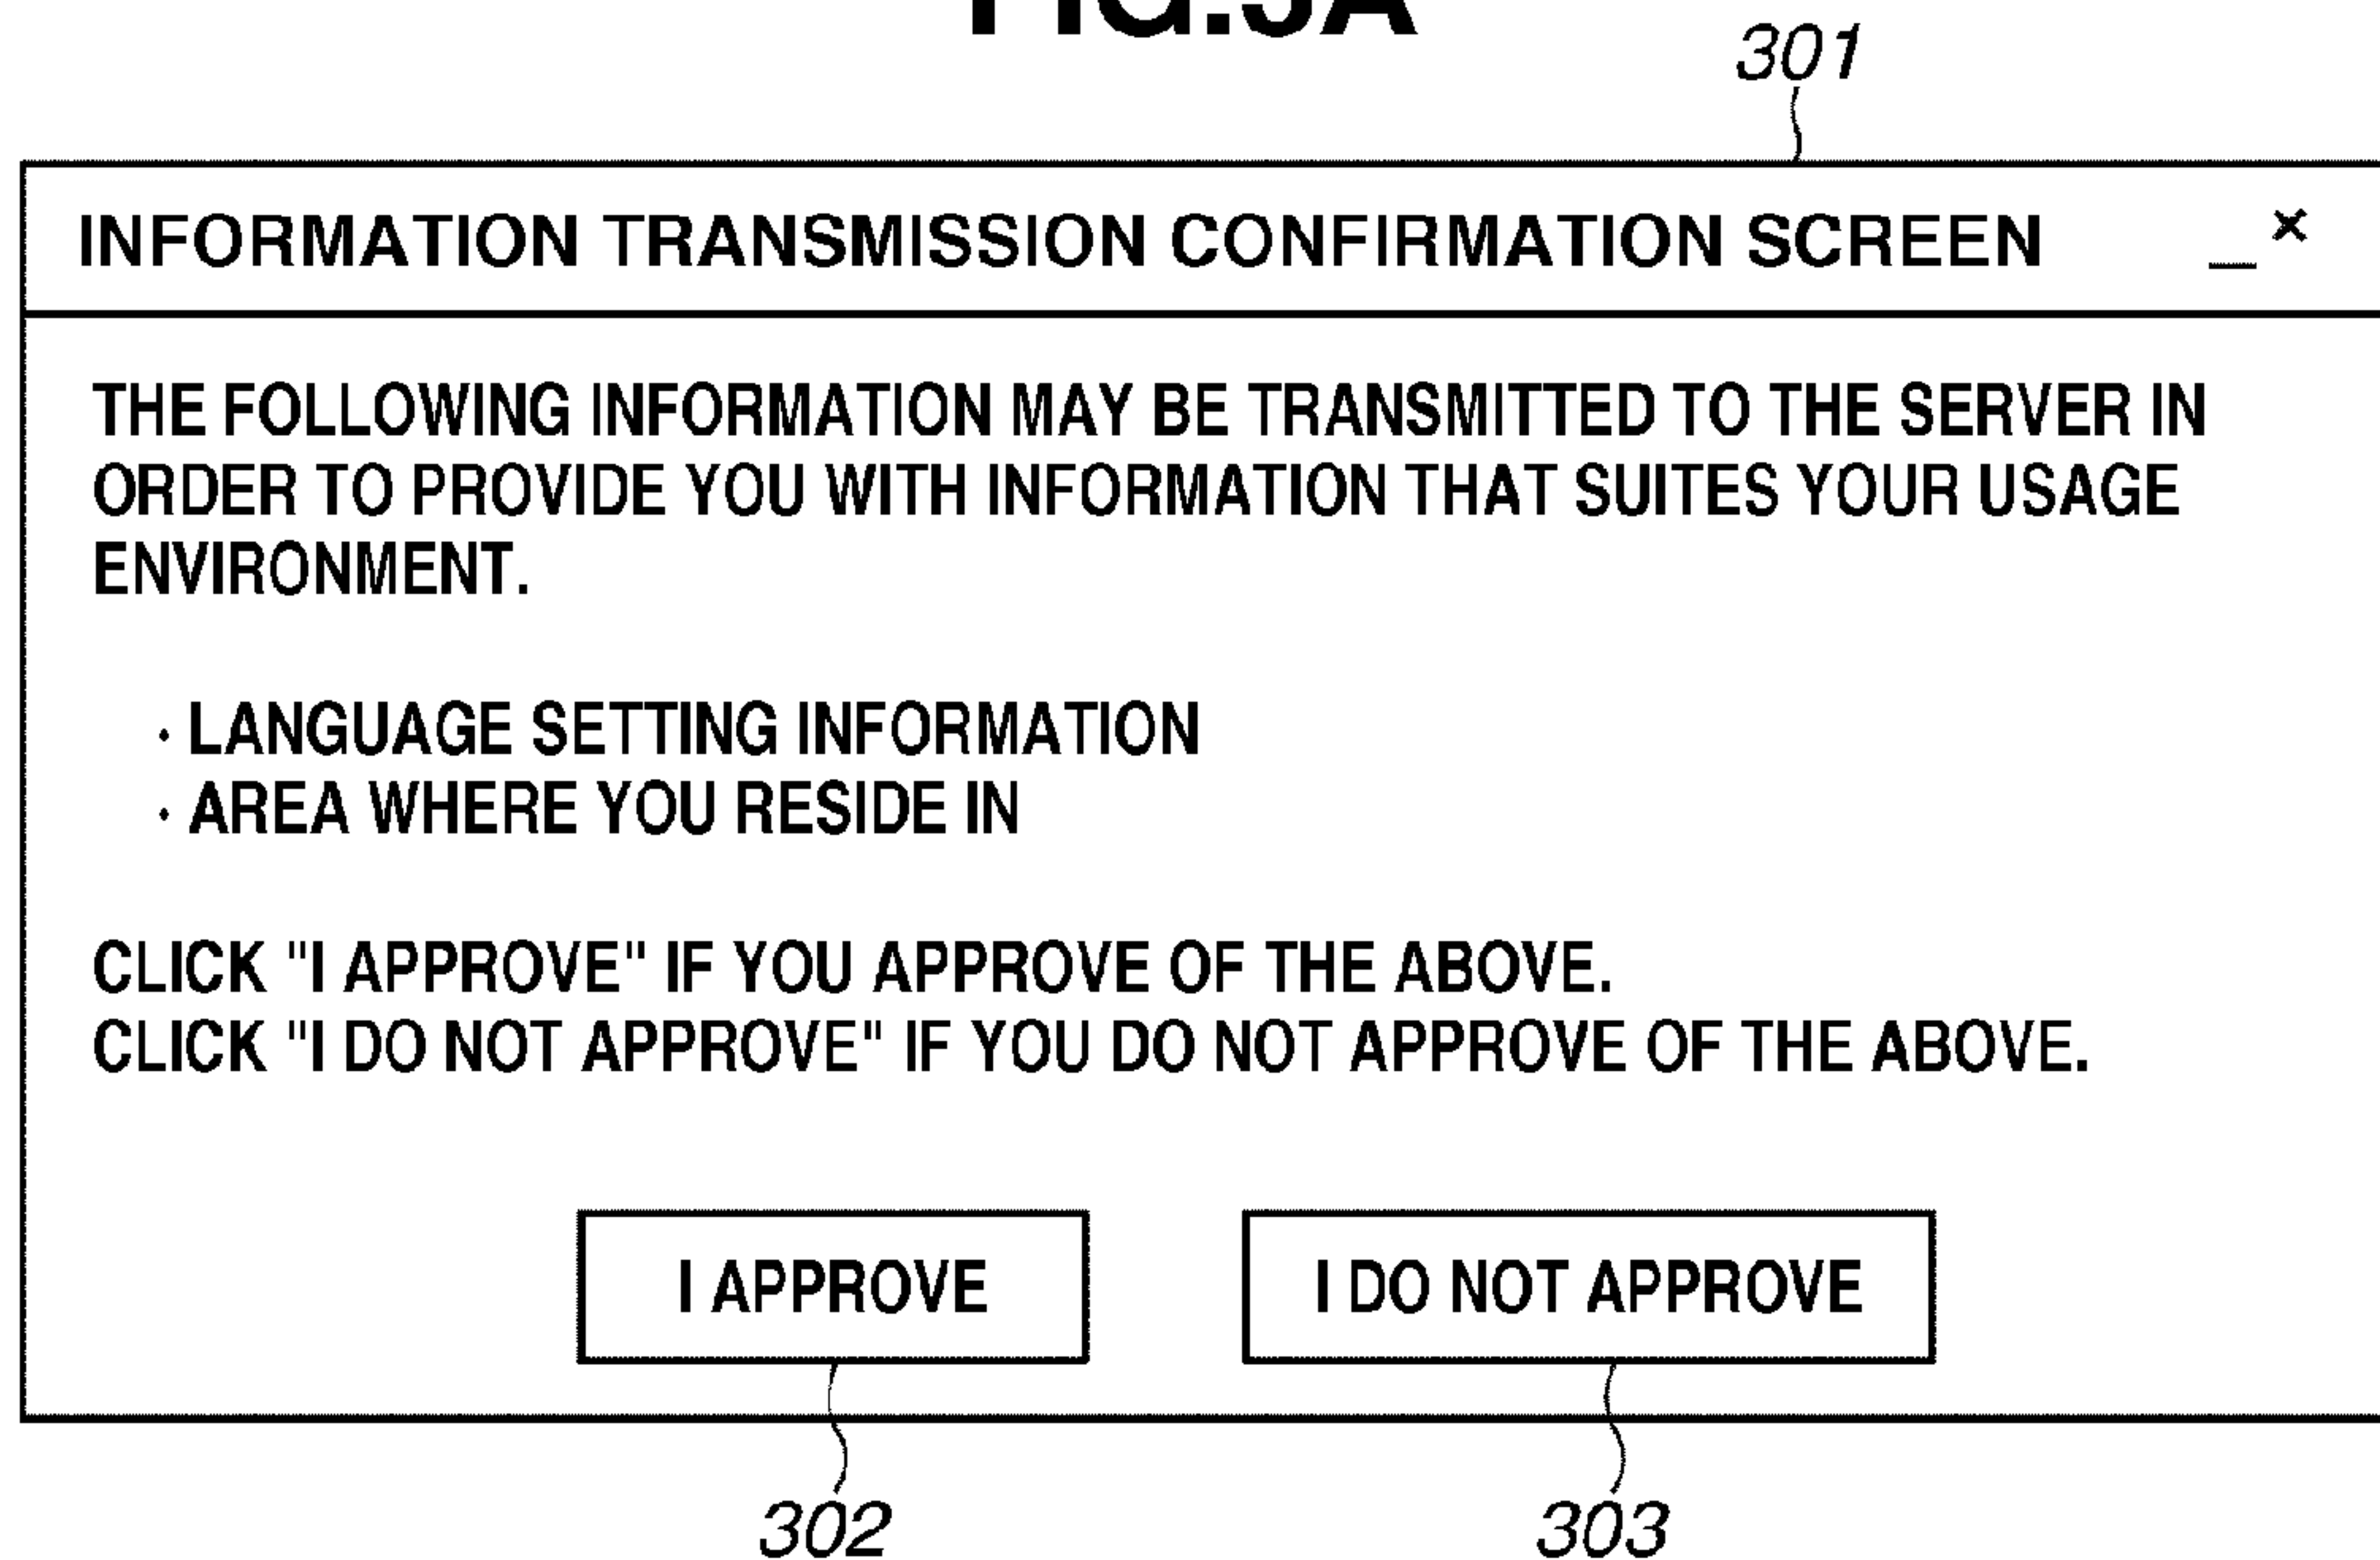 FIG.3A
301
INFORMATION TRANSMISSION CONFIRMATION SCREEN _ ×
THE FOLLOWING INFORMATION MAY BE TRANSMITTED TO THE SERVER IN
ORDER TO PROVIDE YOU WITH INFORMATION THAT SUITES YOUR USAGE
ENVIRONMENT.
· LANGUAGE SETTING INFORMATION
· AREA WHERE YOU RESIDE IN
CLICK "I APPROVE" IF YOU APPROVE OF THE ABOVE.
CLICK "I DO NOT APPROVE" IF YOU DO NOT APPROVE OF THE ABOVE.
I APPROVE
I DO NOT APPROVE
302
303